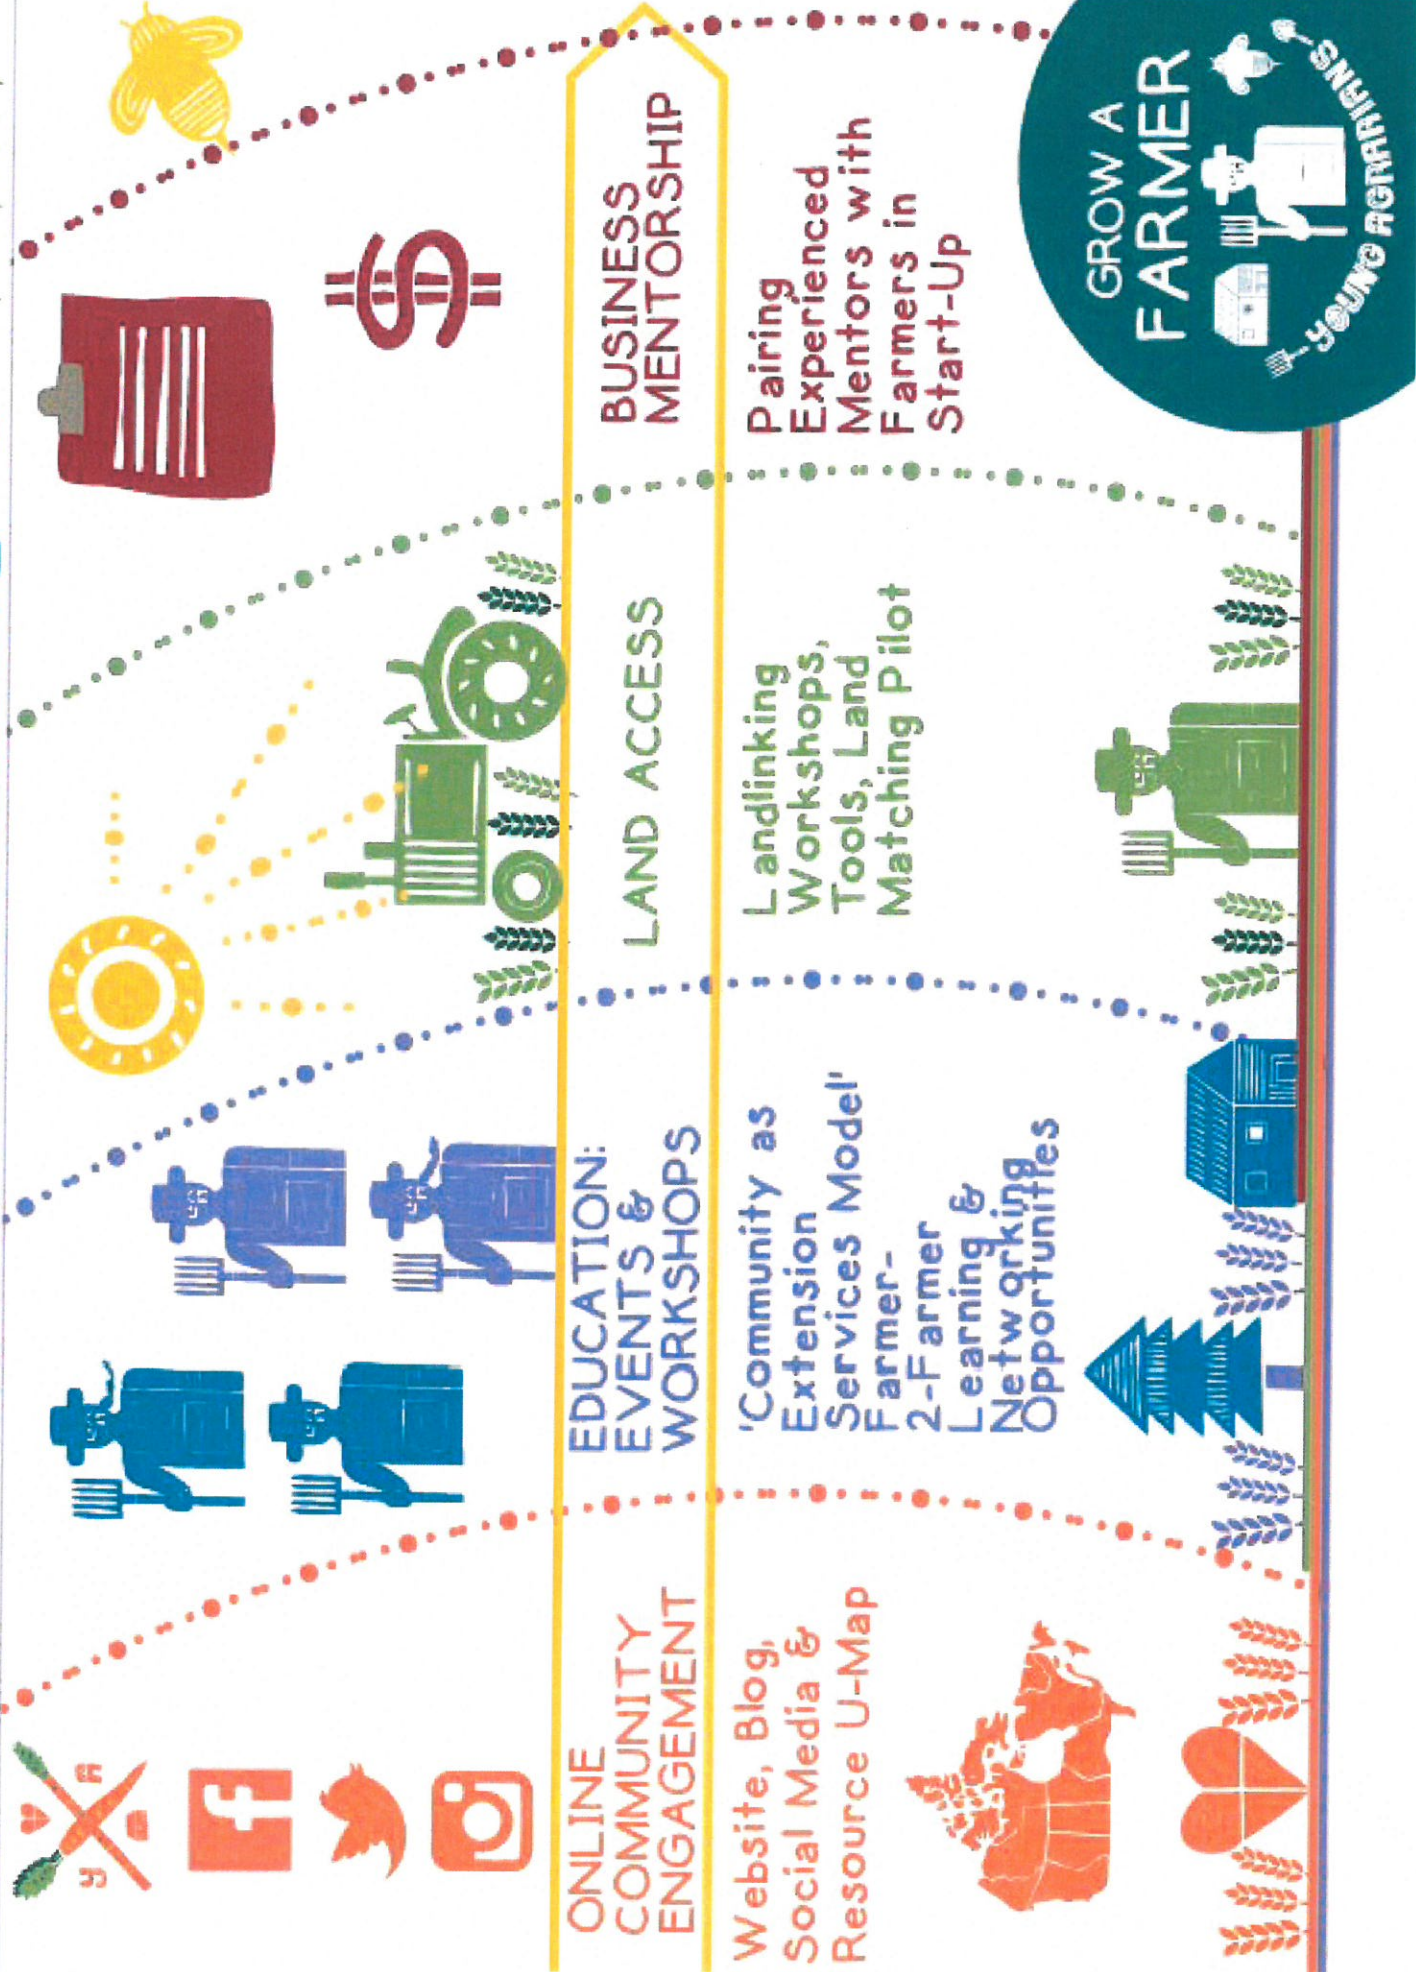 ONLINE
COMMUNITY
ENGAGEMENT
Website, Blog,
Social Media &
Resource U-Map
EDUCATION:
EVENTS &
WORKSHOPS
'Community as
Extension
Services Model'
Farmer-
2-Farmer
Learning &
Networking
Opportunities
LAND ACCESS
Landlinking
Workshops,
Tools, Land
Matching Pilot
BUSINESS
MENTORSHIP
Pairing
Experienced
Mentors with
Farmers in
Start-Up
GROW A
FARMER
YOUNG AGRARIANS
Y A